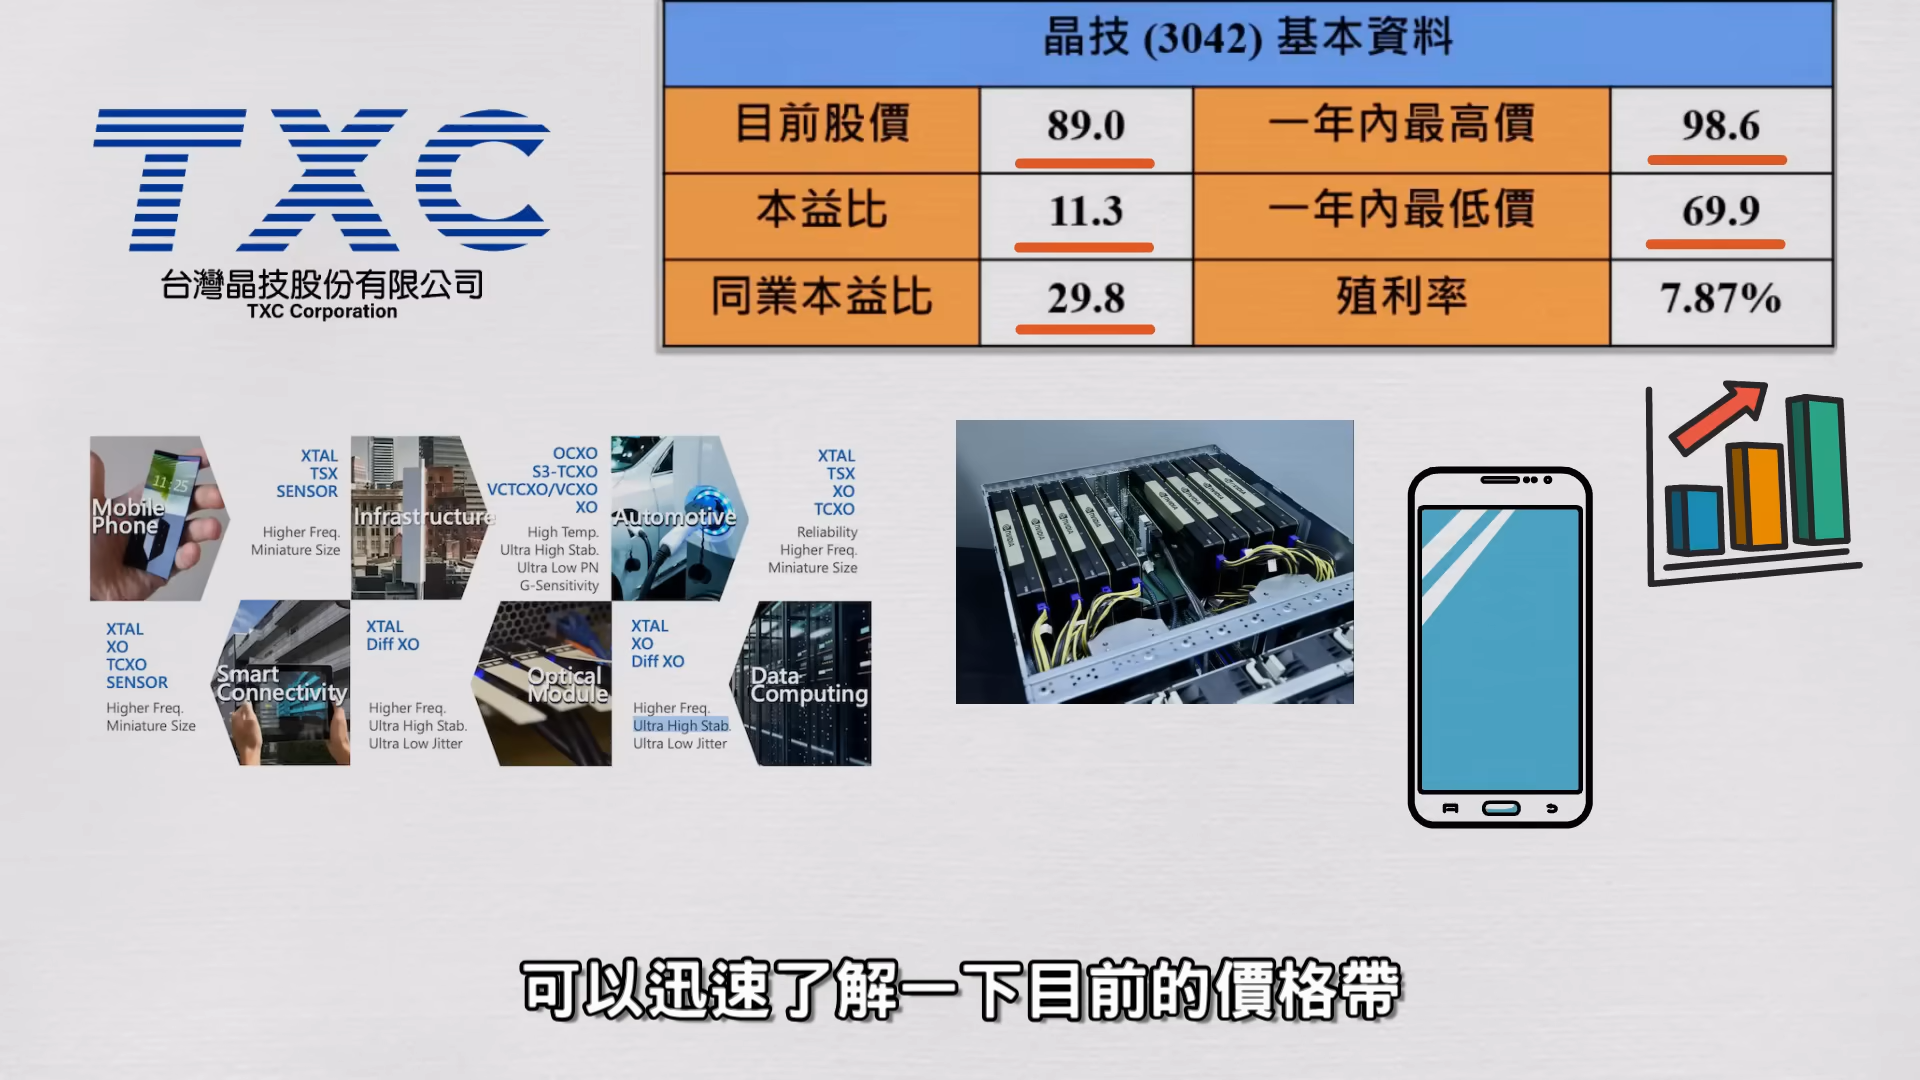 晶技 (3042) 基本資料
目前股價 89.0 一年內最高價 98.6
本益比 11.3 一年內最低價 69.9
同業本益比 29.8 殖利率 7.87%
TXC
台灣晶技股份有限公司
TXC Corporation
Mobile
Phone
XTAL
TSX
SENSOR
Higher Freq.
Miniature Size
Infrastructure
OCXO
S3-TCXO
VCTCXO/VCXO
XO
High Temp.
Ultra High Stab.
Ultra Low PN
G-Sensitivity
Automotive
XTAL
TSX
XO
TCXO
Reliability
Higher Freq.
Miniature Size
XTAL
XO
TCXO
SENSOR
Higher Freq.
Miniature Size
Smart
Connectivity
XTAL
Diff XO
Higher Freq.
Ultra High Stab.
Ultra Low Jitter
Optical
Module
XTAL
XO
Diff XO
Higher Freq.
Ultra High Stab.
Ultra Low Jitter
Data
Computing
11:25
可以迅速了解一下目前的價格帶